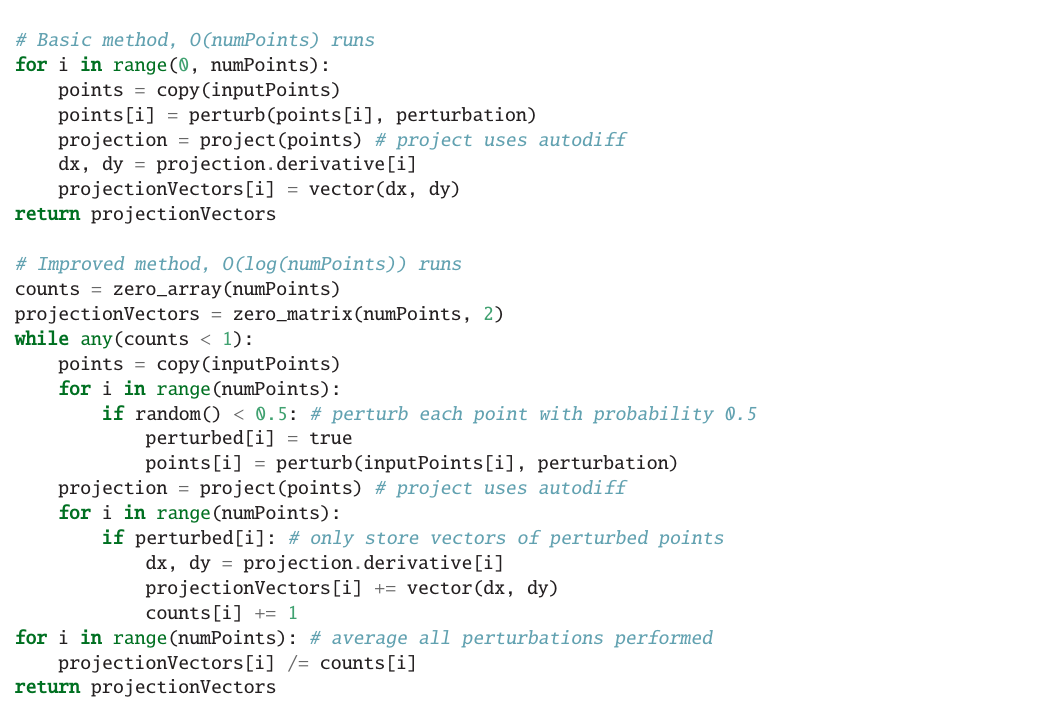 # Basic method, O(numPoints) runs
for i in range(0, numPoints):
    points = copy(inputPoints)
    points[i] = perturb(points[i], perturbation)
    projection = project(points) # project uses autodiff
    dx, dy = projection.derivative[i]
    projectionVectors[i] = vector(dx, dy)
return projectionVectors

# Improved method, O(log(numPoints)) runs
counts = zero_array(numPoints)
projectionVectors = zero_matrix(numPoints, 2)
while any(counts < 1):
    points = copy(inputPoints)
    for i in range(numPoints):
        if random() < 0.5: # perturb each point with probability 0.5
            perturbed[i] = true
            points[i] = perturb(inputPoints[i], perturbation)
    projection = project(points) # project uses autodiff
    for i in range(numPoints):
        if perturbed[i]: # only store vectors of perturbed points
            dx, dy = projection.derivative[i]
            projectionVectors[i] += vector(dx, dy)
            counts[i] += 1
for i in range(numPoints): # average all perturbations performed
    projectionVectors[i] /= counts[i]
return projectionVectors